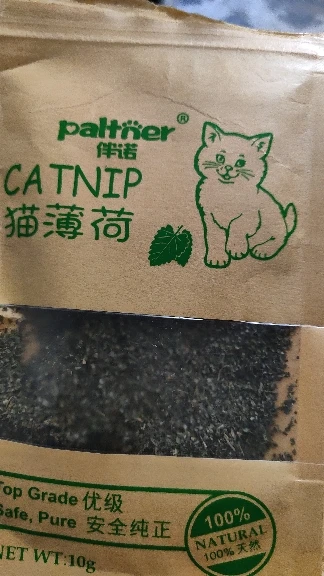 paltner®
伴诺
CATNIP
猫薄荷
Top Grade 优级
Safe, Pure 安全纯正
NET WT:10g
100%
NATURAL
100% 天然